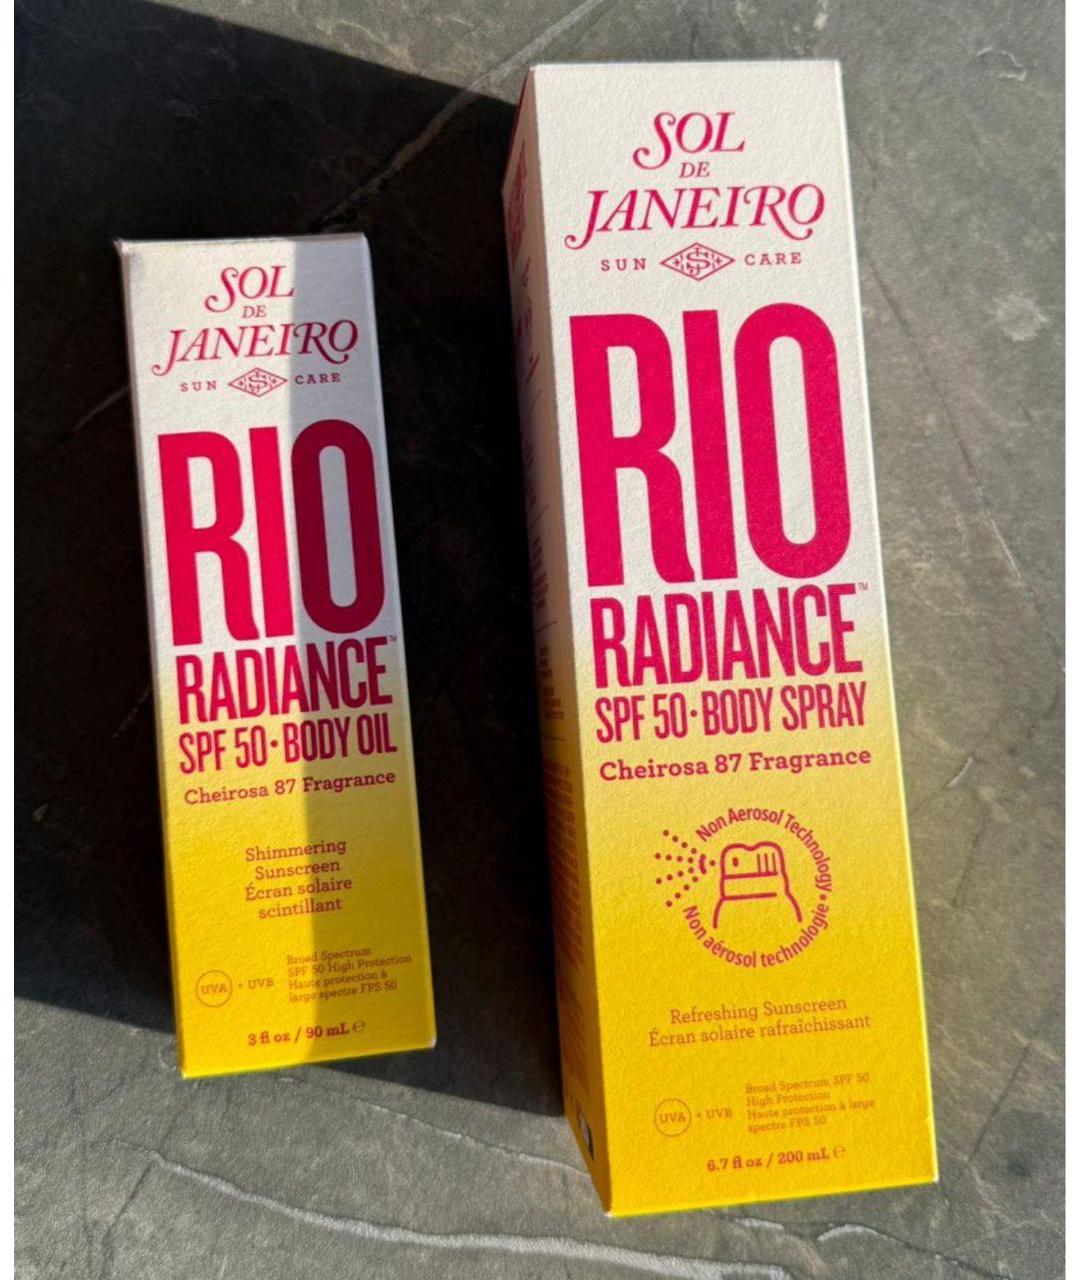 SOL
DE
JANEIRO
SUN CARE
RIO
RADIANCE™
SPF 50·BODY OIL
Cheirosa 87 Fragrance
Shimmering
Sunscreen
Écran solaire
scintillant
UVA + UVB
Broad Spectrum
SPF 50 High Protection
Haute protection à
large spectre FPS 50
3 fl oz / 90 mL ℮
SOL
DE
JANEIRO
SUN CARE
RIO
RADIANCE™
SPF 50·BODY SPRAY
Cheirosa 87 Fragrance
Non Aerosol Technology •
Non aérosol technologie •
Refreshing Sunscreen
Écran solaire rafraîchissant
UVA + UVB
Broad Spectrum SPF 50
High Protection
Haute protection à large
spectre FPS 50
6.7 fl oz / 200 mL ℮